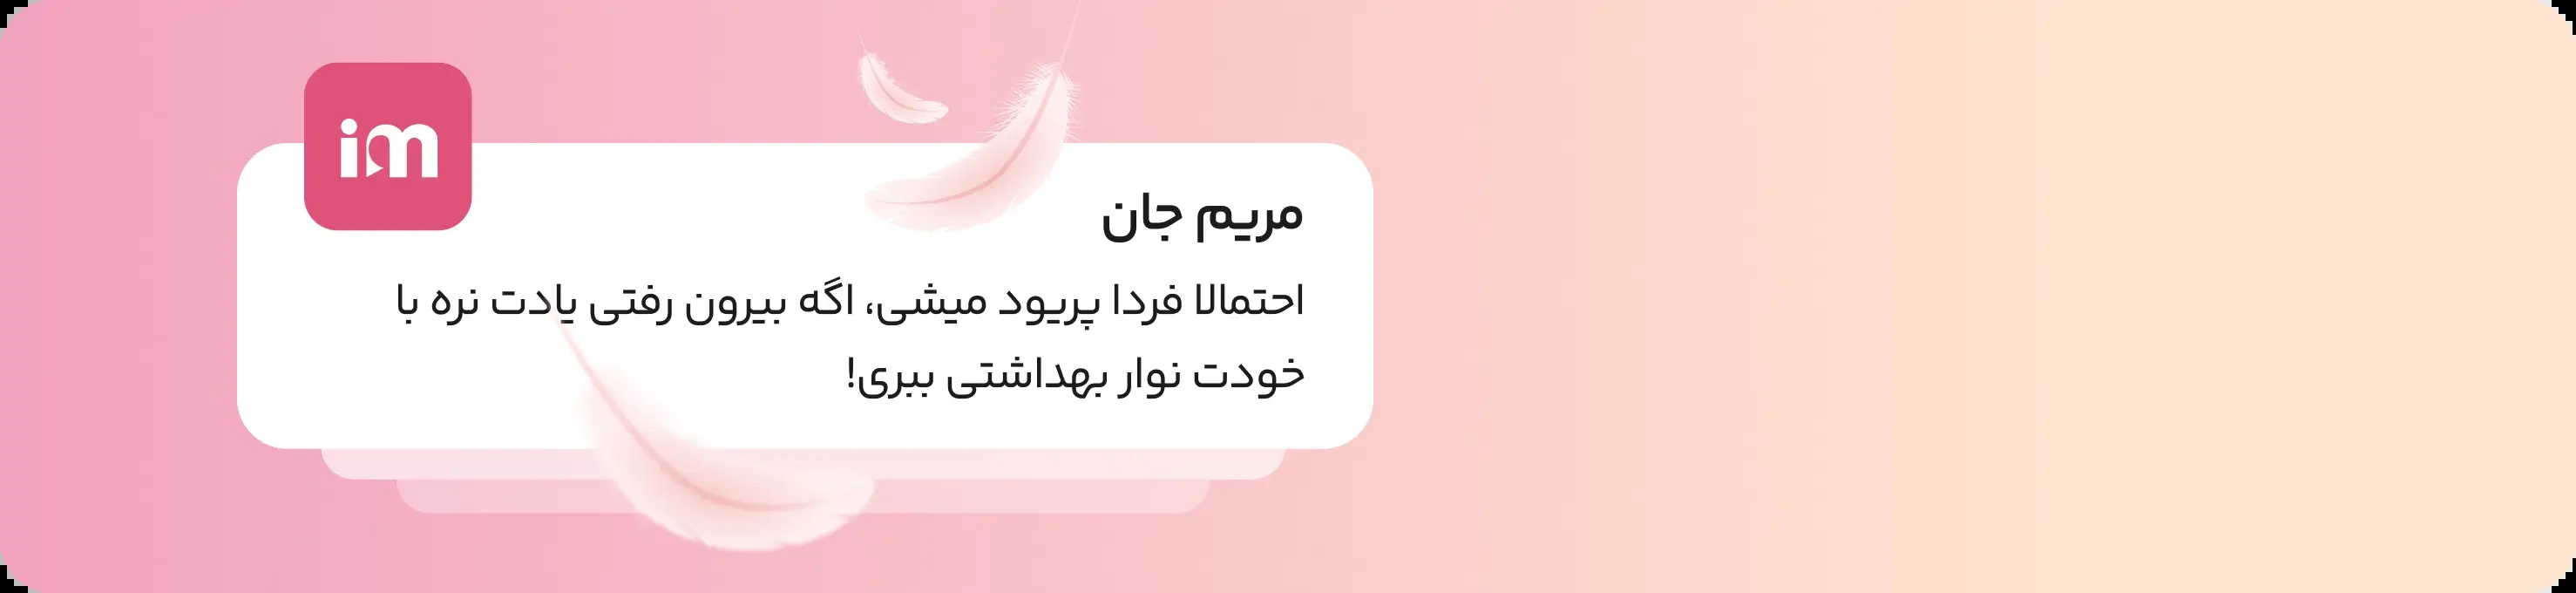 im
مریم جان
احتمالا فردا پریود میشی، اگه بیرون رفتی یادت نره با
خودت نوار بهداشتی ببری!